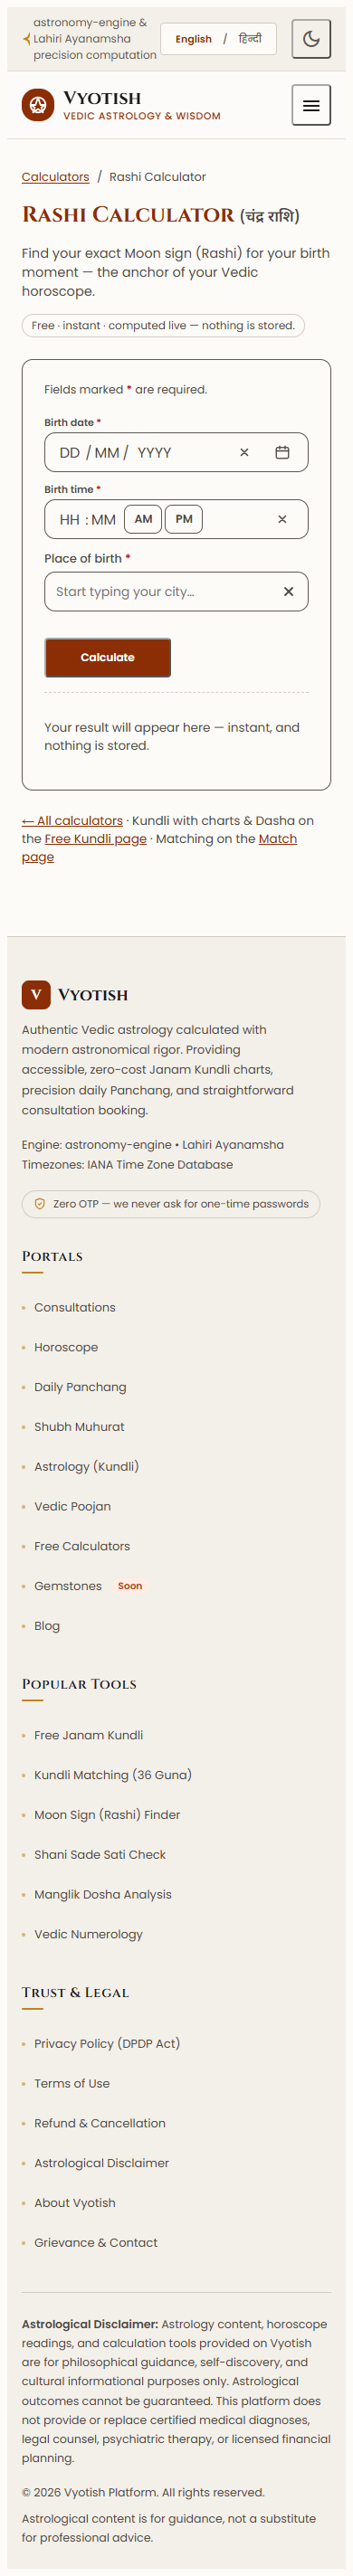 astronomy-engine &
Lahiri Ayanamsha
precision computation
English / हिन्दी
Vyotish
VEDIC ASTROLOGY & WISDOM
Calculators / Rashi Calculator
Rashi Calculator (चंद्र राशि)
Find your exact Moon sign (Rashi) for your birth
moment — the anchor of your Vedic
horoscope.
Free · instant · computed live — nothing is stored.
Fields marked * are required.
Birth date *
DD / MM / YYYY
Birth time *
HH : MM AM PM
Place of birth *
Start typing your city...
Calculate
Your result will appear here — instant, and
nothing is stored.
← All calculators · Kundli with charts & Dasha on
the Free Kundli page · Matching on the Match
page
V Vyotish
Authentic Vedic astrology calculated with
modern astronomical rigor. Providing
accessible, zero-cost Janam Kundli charts,
precision daily Panchang, and straightforward
consultation booking.
Engine: astronomy-engine • Lahiri Ayanamsha
Timezones: IANA Time Zone Database
Zero OTP — we never ask for one-time passwords
Portals
Consultations
Horoscope
Daily Panchang
Shubh Muhurat
Astrology (Kundli)
Vedic Poojan
Free Calculators
Gemstones Soon
Blog
Popular Tools
Free Janam Kundli
Kundli Matching (36 Guna)
Moon Sign (Rashi) Finder
Shani Sade Sati Check
Manglik Dosha Analysis
Vedic Numerology
Trust & Legal
Privacy Policy (DPDP Act)
Terms of Use
Refund & Cancellation
Astrological Disclaimer
About Vyotish
Grievance & Contact
Astrological Disclaimer: Astrology content, horoscope
readings, and calculation tools provided on Vyotish
are for philosophical guidance, self-discovery, and
cultural informational purposes only. Astrological
outcomes cannot be guaranteed. This platform does
not provide or replace certified medical diagnoses,
legal counsel, psychiatric therapy, or licensed financial
planning.
© 2026 Vyotish Platform. All rights reserved.
Astrological content is for guidance, not a substitute
for professional advice.